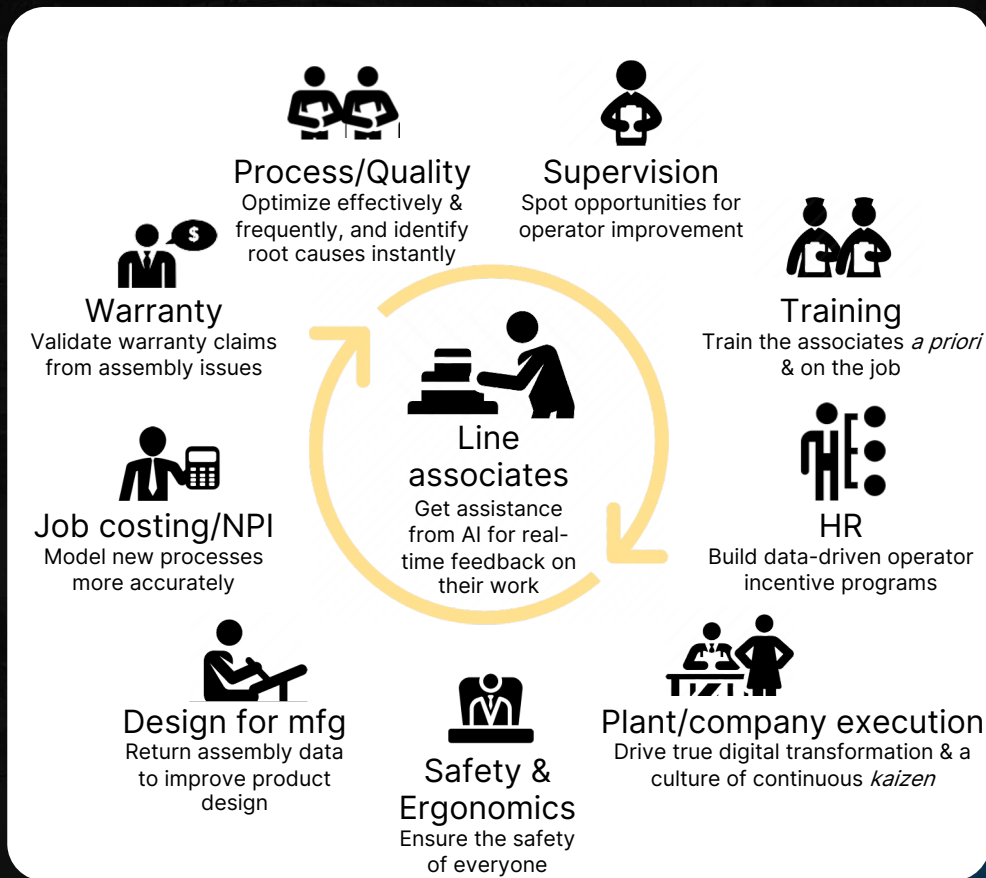 $
Process/Quality
Optimize effectively &
frequently, and identify
root causes instantly
Supervision
Spot opportunities for
operator improvement
Warranty
Validate warranty claims
from assembly issues
Training
Train the associates a priori
& on the job
Line
associates
Get assistance
from AI for real-
time feedback on
their work
Job costing/NPI
Model new processes
more accurately
HR
Build data-driven operator
incentive programs
Design for mfg
Return assembly data
to improve product
design
Safety &
Ergonomics
Ensure the safety
of everyone
Plant/company execution
Drive true digital transformation & a
culture of continuous kaizen